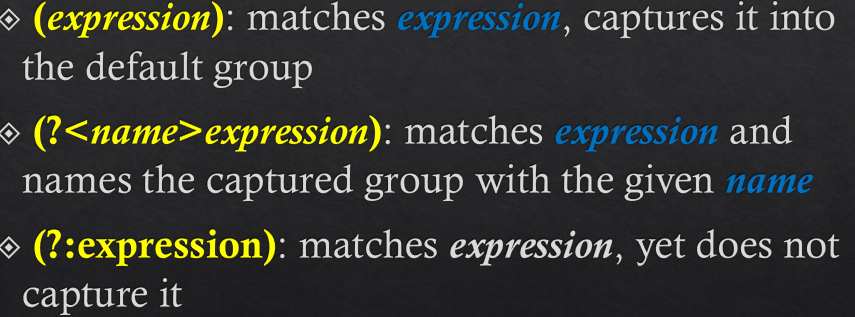 (expression): matches expression, captures it into
the default group
(?<name>expression): matches expression and
names the captured group with the given name
(?:expression): matches expression, yet does not
capture it